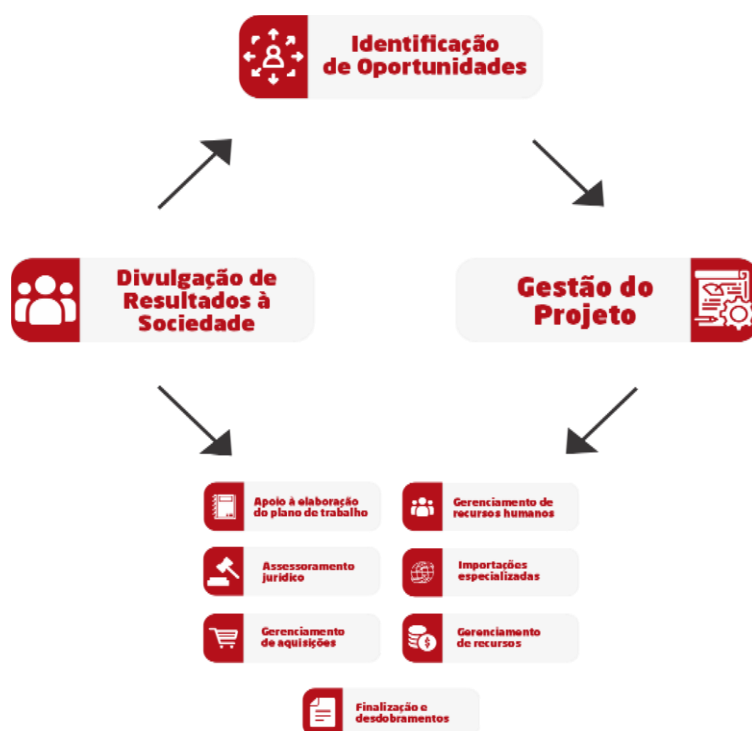 Identificação
de Oportunidades
Divulgação de
Resultados à
Sociedade
Gestão do
Projeto
Apoio à elaboração
do plano de trabalho
Gerenciamento de
recursos humanos
Assessoramento
jurídico
Importações
especializadas
Gerenciamento
de aquisições
Gerenciamento
de recursos
Finalização e
desdobramentos